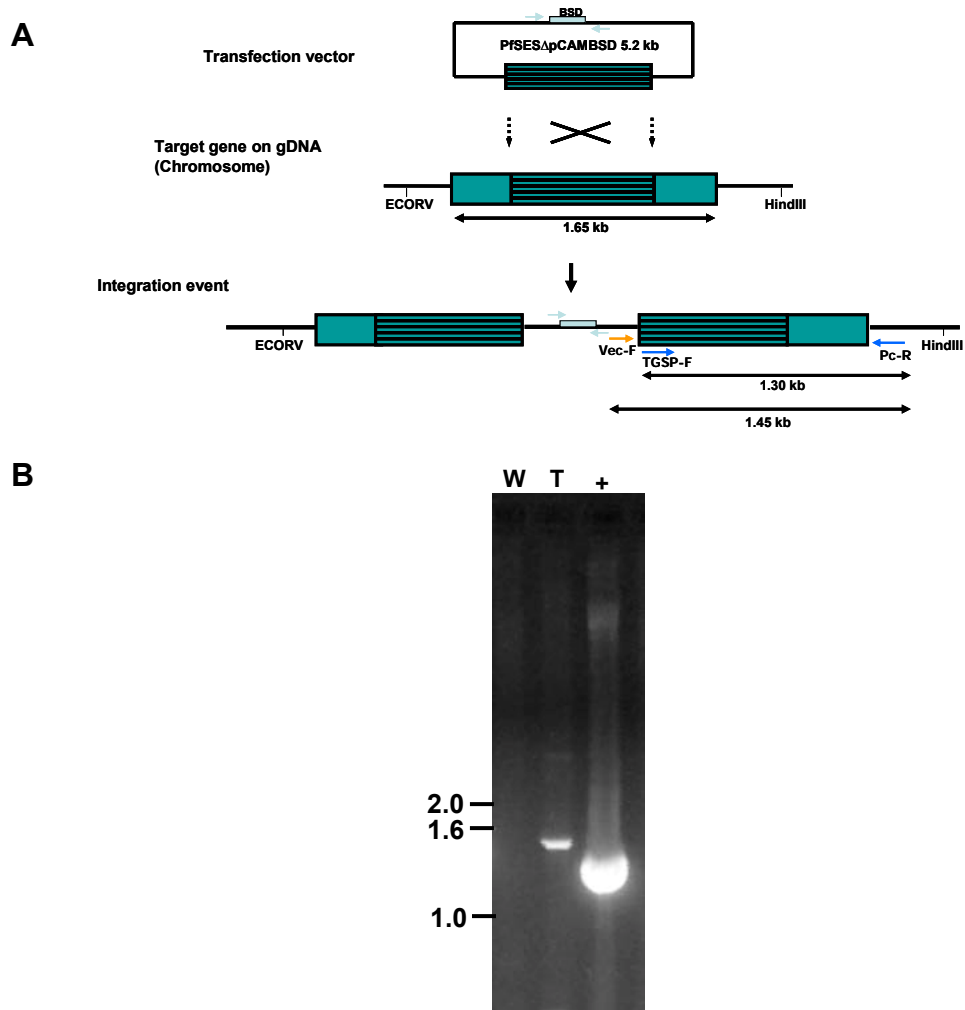 A
BSD
PfSESΔpCAMBSD 5.2 kb
Transfection vector
Target gene on gDNA
(Chromosome)
ECORV
HindIII
1.65 kb
Integration event
ECORV
Vec-F
TGSP-F
Pc-R
HindIII
1.30 kb
1.45 kb
B
W T +
2.0
1.6
1.0